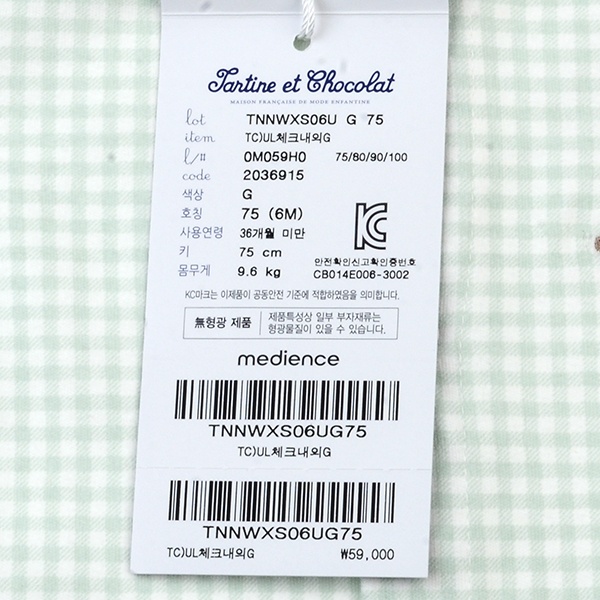 Tartine et Chocolat
MAISON FRANÇAISE DE MODE ENFANTINE
lot TNNWXS06U G 75
item TC)UL체크내의G
l/# 0M059H0 75/80/90/100
code 2036915
색상 G
호칭 75 (6M)
사용연령 36개월 미만
키 75 cm
몸무게 9.6 kg
안전확인신고확인증번호
CB014E006-3002
KC마크는 이제품이 공통안전 기준에 적합하였음을 의미합니다.
無형광 제품
제품특성상 일부 부자재류는
형광물질이 있을 수 있습니다.
medience
TNNWXS06UG75
TC)UL체크내의G
TNNWXS06UG75
TC)UL체크내의G ₩59,000